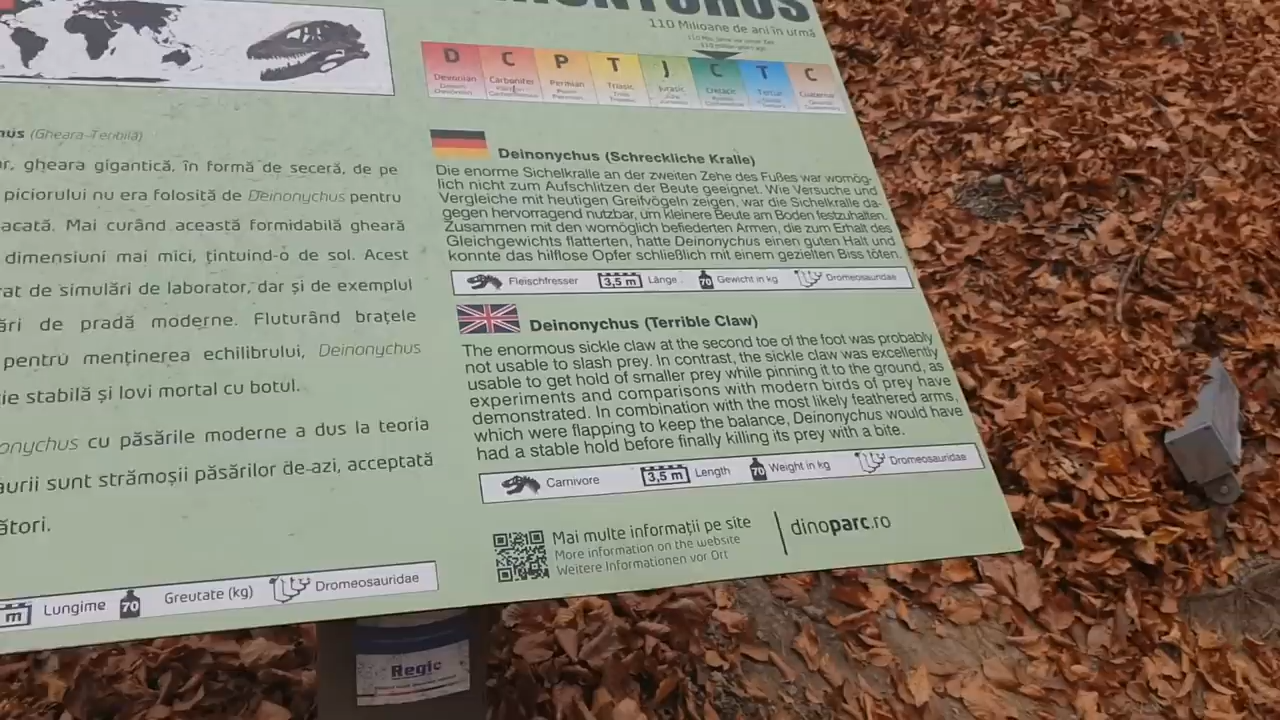 110 Milioane de ani în urmă
D C P T J C T C
Devonian Carbonifer Permian Triasic Jurasic Cretacic Terțiar Cuaternar
(Gheara-Teribilă)
gheara gigantică, în formă de seceră, de pe
piciorului nu era folosită de Deinonychus pentru
Mai curând această formidabilă gheară
dimensiuni mai mici, țintuind-o de sol. Acest
de simulări de laborator, dar și de exemplul
de pradă moderne. Fluturând brațele
pentru menținerea echilibrului, Deinonychus
stabilă și lovi mortal cu botul.
cu păsările moderne a dus la teoria
sunt strămoșii păsărilor de azi, acceptată
m Lungime 70 Greutate (kg) Dromeosauridae
Deinonychus (Schreckliche Kralle)
Die enorme Sichelkralle an der zweiten Zehe des Fußes war womög-
lich nicht zum Aufschlitzen der Beute geeignet. Wie Versuche und
Vergleiche mit heutigen Greifvögeln zeigen, war die Sichelkralle da-
gegen hervorragend nutzbar, um kleinere Beute am Boden festzuhalten.
Zusammen mit den womöglich befiederten Armen, die zum Erhalt des
Gleichgewichts flatterten, hatte Deinonychus einen guten Halt und
konnte das hilflose Opfer schließlich mit einem gezielten Biss töten.
Fleischfresser 3,5 m Länge 70 Gewicht in kg Dromeosauridae
Deinonychus (Terrible Claw)
The enormous sickle claw at the second toe of the foot was probably
not usable to slash prey. In contrast, the sickle claw was excellently
usable to get hold of smaller prey while pinning it to the ground, as
experiments and comparisons with modern birds of prey have
demonstrated. In combination with the most likely feathered arms,
which were flapping to keep the balance, Deinonychus would have
had a stable hold before finally killing its prey with a bite.
Carnivore 3,5 m Length 70 Weight in kg Dromeosauridae
Mai multe informații pe site
More information on the website
Weitere Informationen vor Ort
dinoparc.ro
Regio